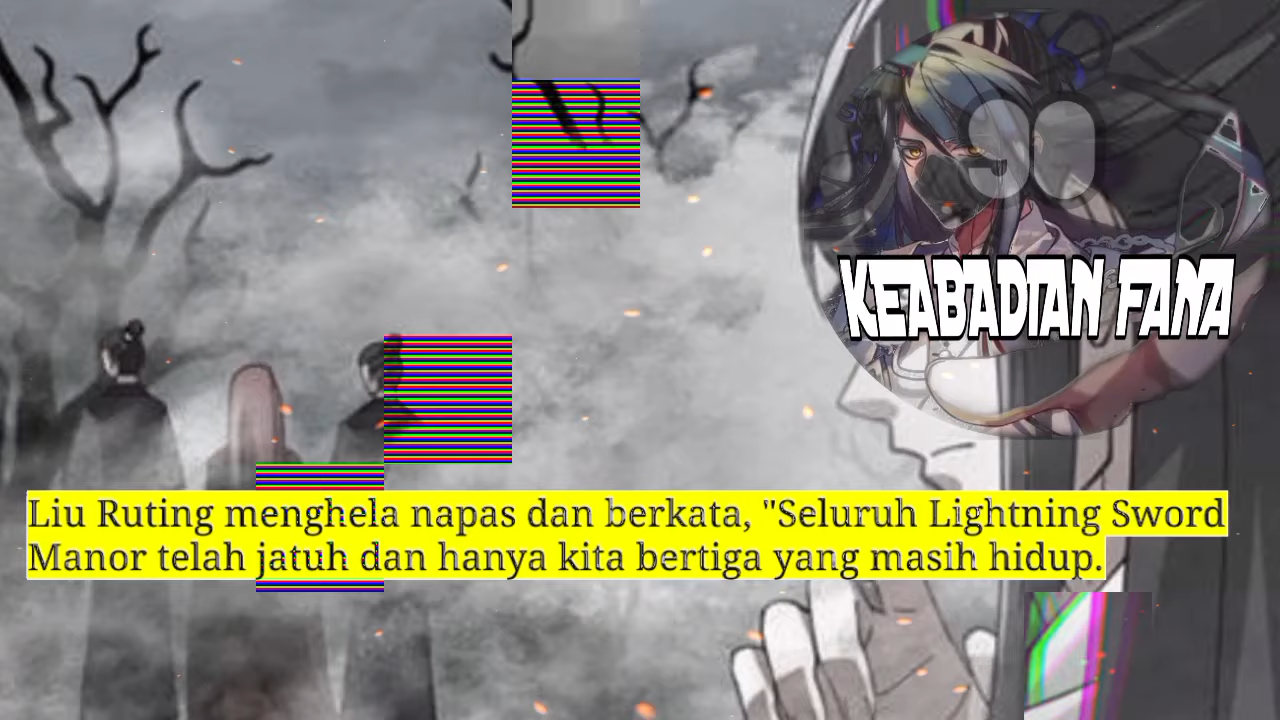 90
KEABADIAN FANA
Liu Ruting menghela napas dan berkata, "Seluruh Lightning Sword
Manor telah jatuh dan hanya kita bertiga yang masih hidup.